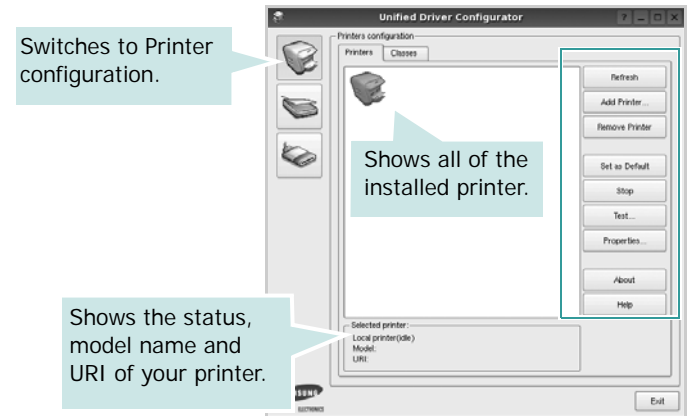 Unified Driver Configurator
Switches to Printer
configuration.
Printers configuration
Printers
Classes
Refresh
Add Printer...
Remove Printer
Set as Default
Stop
Test...
Properties...
About
Help
Shows all of the
installed printer.
Shows the status,
model name and
URI of your printer.
Selected printer:
Local printer(idle)
Model:
URI:
Exit